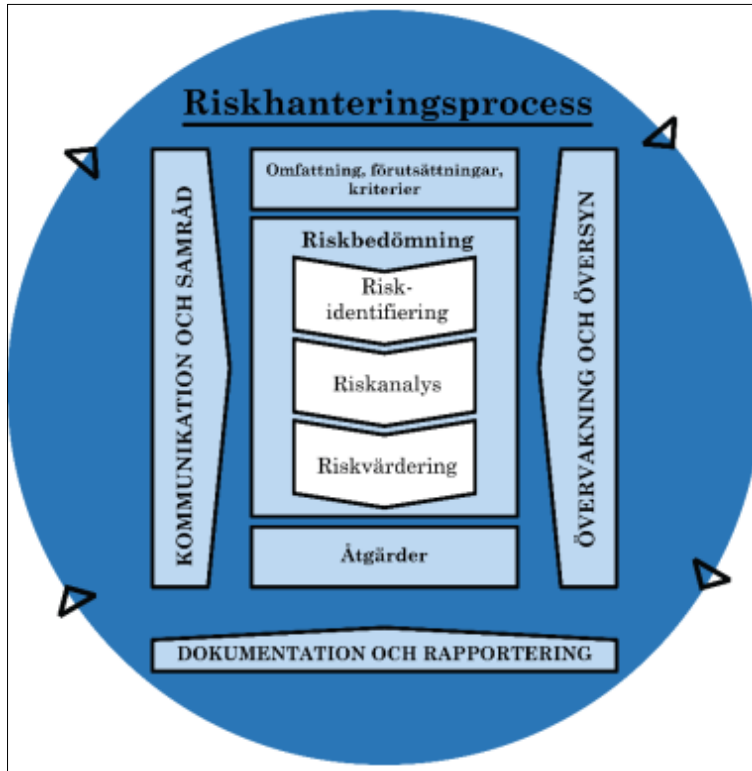 Riskhanteringsprocess
KOMMUNIKATION OCH SAMRÅD
Omfattning, förutsättningar,
kriterier
Riskbedömning
Risk-
identifiering
Riskanalys
Riskvärdering
Åtgärder
ÖVERVAKNING OCH ÖVERSYN
DOKUMENTATION OCH RAPPORTERING